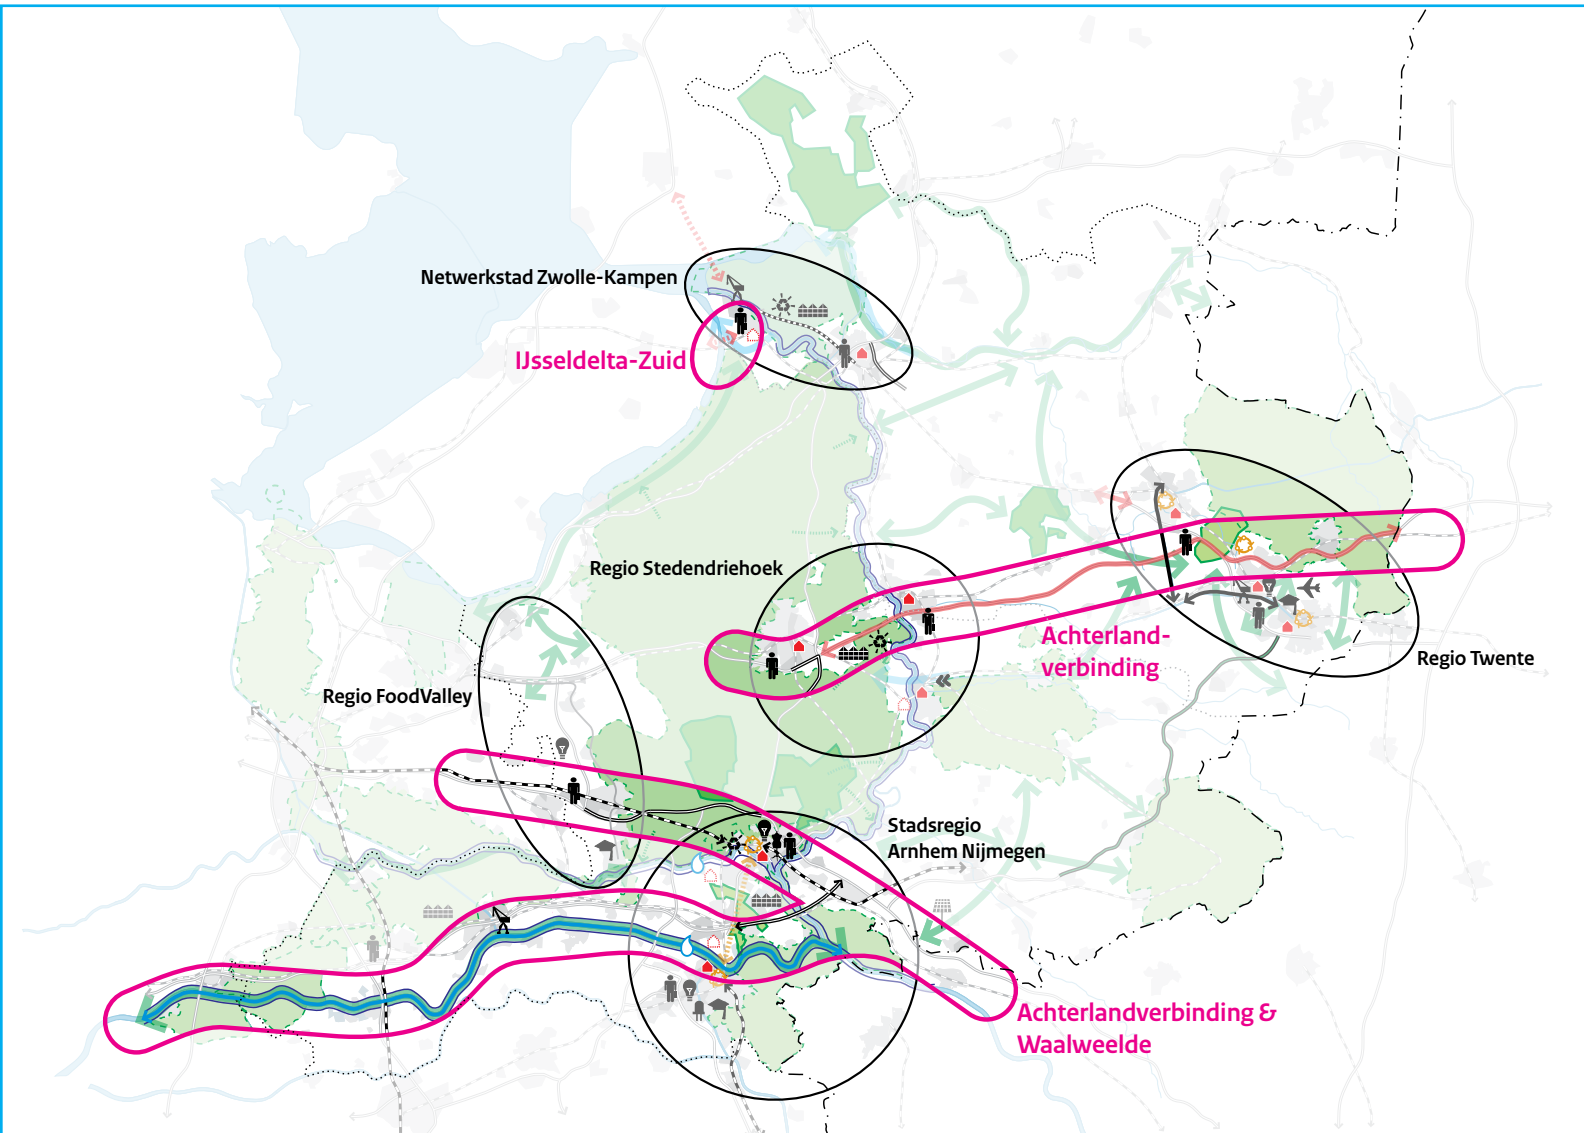 Netwerkstad Zwolle-Kampen
IJsseldelta-Zuid
Regio Stedendriehoek
Achterland-
verbinding
Regio Twente
Regio FoodValley
Stadsregio
Arnhem Nijmegen
Achterlandverbinding &
Waalweelde